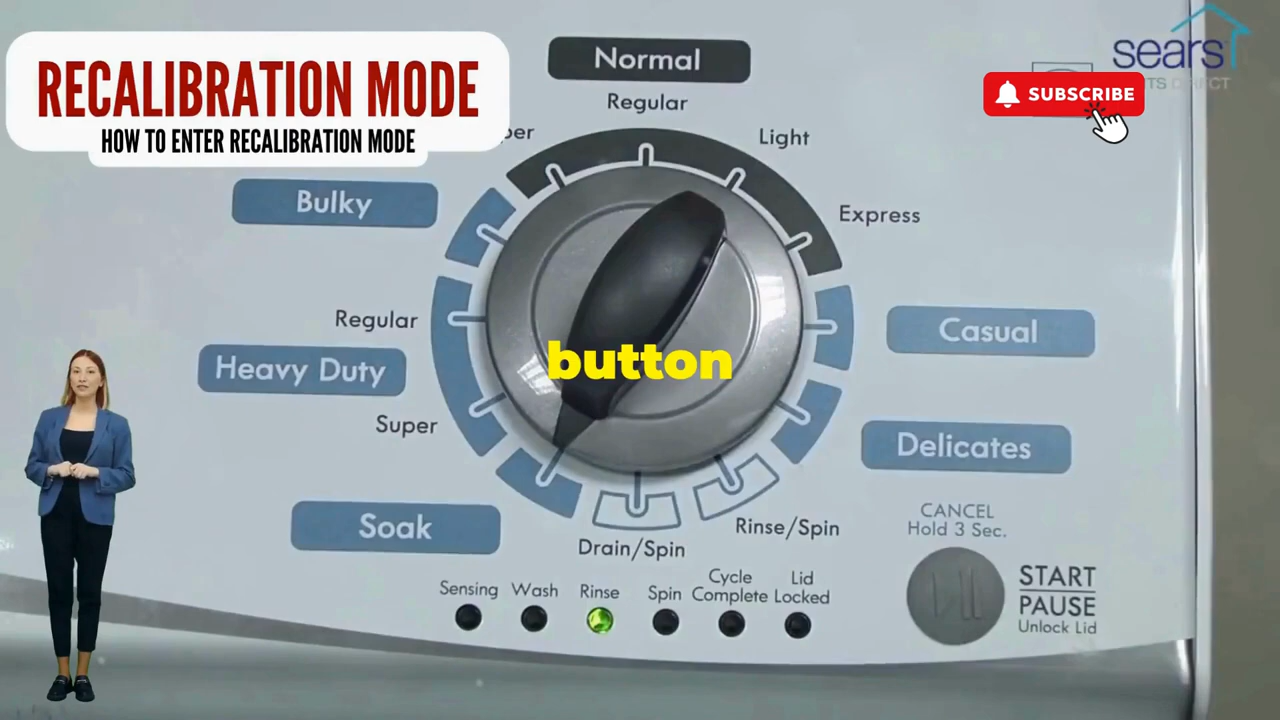 sears
RECALIBRATION MODE
HOW TO ENTER RECALIBRATION MODE
SUBSCRIBE
Normal
Regular
Light
Express
Bulky
Regular
Heavy Duty
Super
Casual
Delicates
Soak
button
Rinse/Spin
Drain/Spin
CANCEL
Hold 3 Sec.
START
PAUSE
Unlock Lid
Sensing
Wash
Rinse
Spin
Cycle
Complete
Lid
Locked